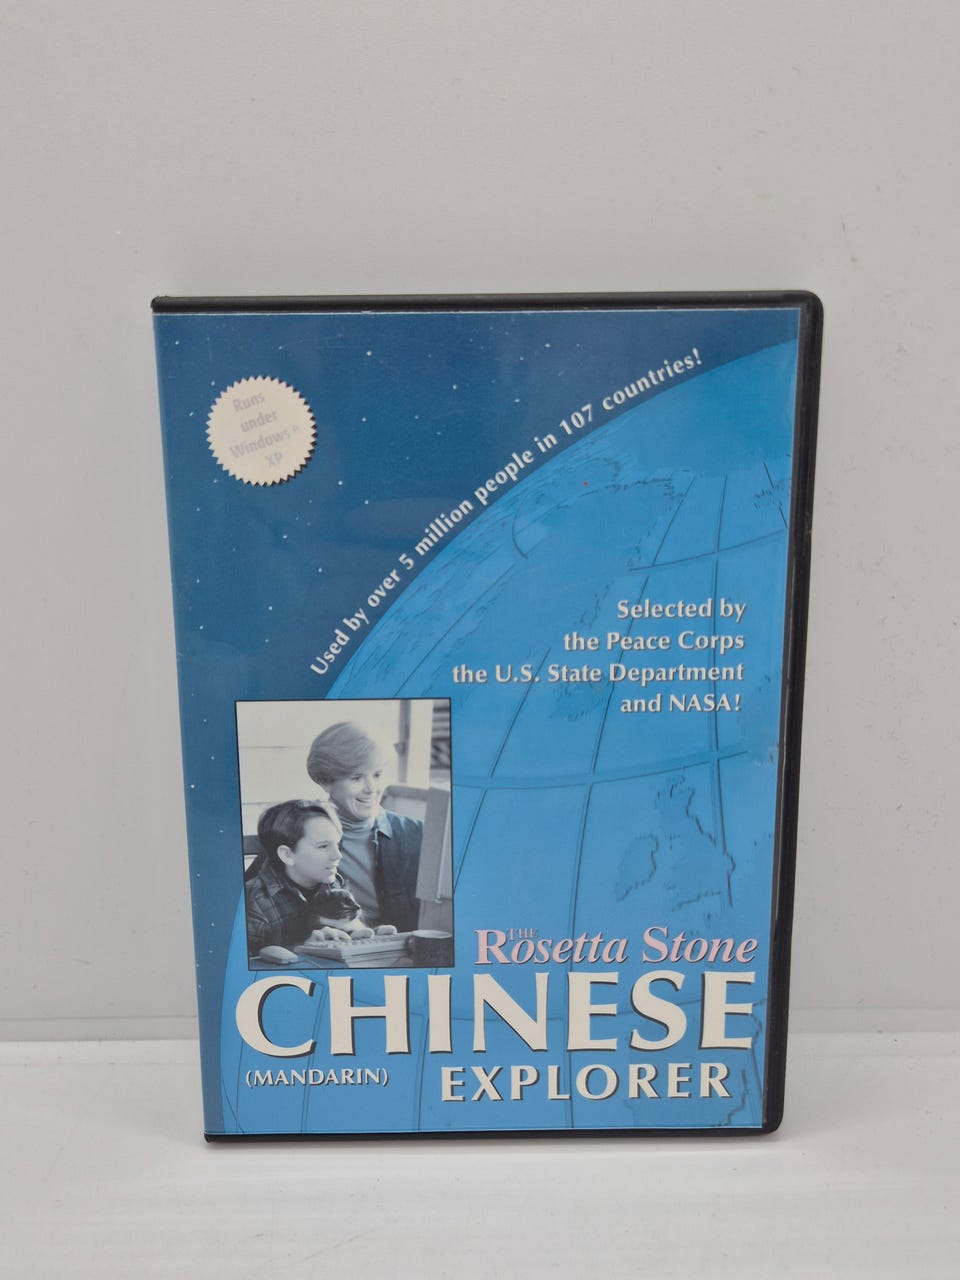 Runs
under
Windows ®
XP
Used by over 5 million people in 107 countries!
Selected by
the Peace Corps
the U.S. State Department
and NASA!
THE Rosetta Stone
CHINESE
(MANDARIN) EXPLORER